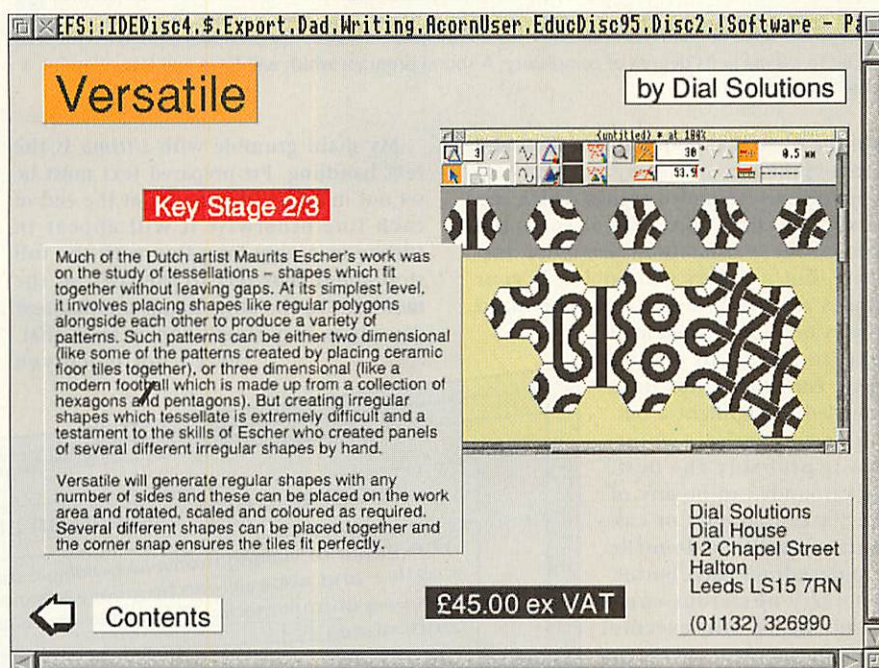 EFS::IDEDisc4.$.Export.Dad.Writing.AcornUser.EducDisc95.Disc2.!Software - Pa
Versatile
by Dial Solutions
(untitled) * at 100%
3
30°
0.5 mm
53.9°
Key Stage 2/3
Much of the Dutch artist Maurits Escher's work was
on the study of tessellations – shapes which fit
together without leaving gaps. At its simplest level,
it involves placing shapes like regular polygons
alongside each other to produce a variety of
patterns. Such patterns can be either two dimensional
(like some of the patterns created by placing ceramic
floor tiles together), or three dimensional (like a
modern football which is made up from a collection of
hexagons and pentagons). But creating irregular
shapes which tessellate is extremely difficult and a
testament to the skills of Escher who created panels
of several different irregular shapes by hand.
Versatile will generate regular shapes with any
number of sides and these can be placed on the work
area and rotated, scaled and coloured as required.
Several different shapes can be placed together and
the corner snap ensures the tiles fit perfectly.
Dial Solutions
Dial House
12 Chapel Street
Halton
Leeds LS15 7RN
(01132) 326990
£45.00 ex VAT
Contents